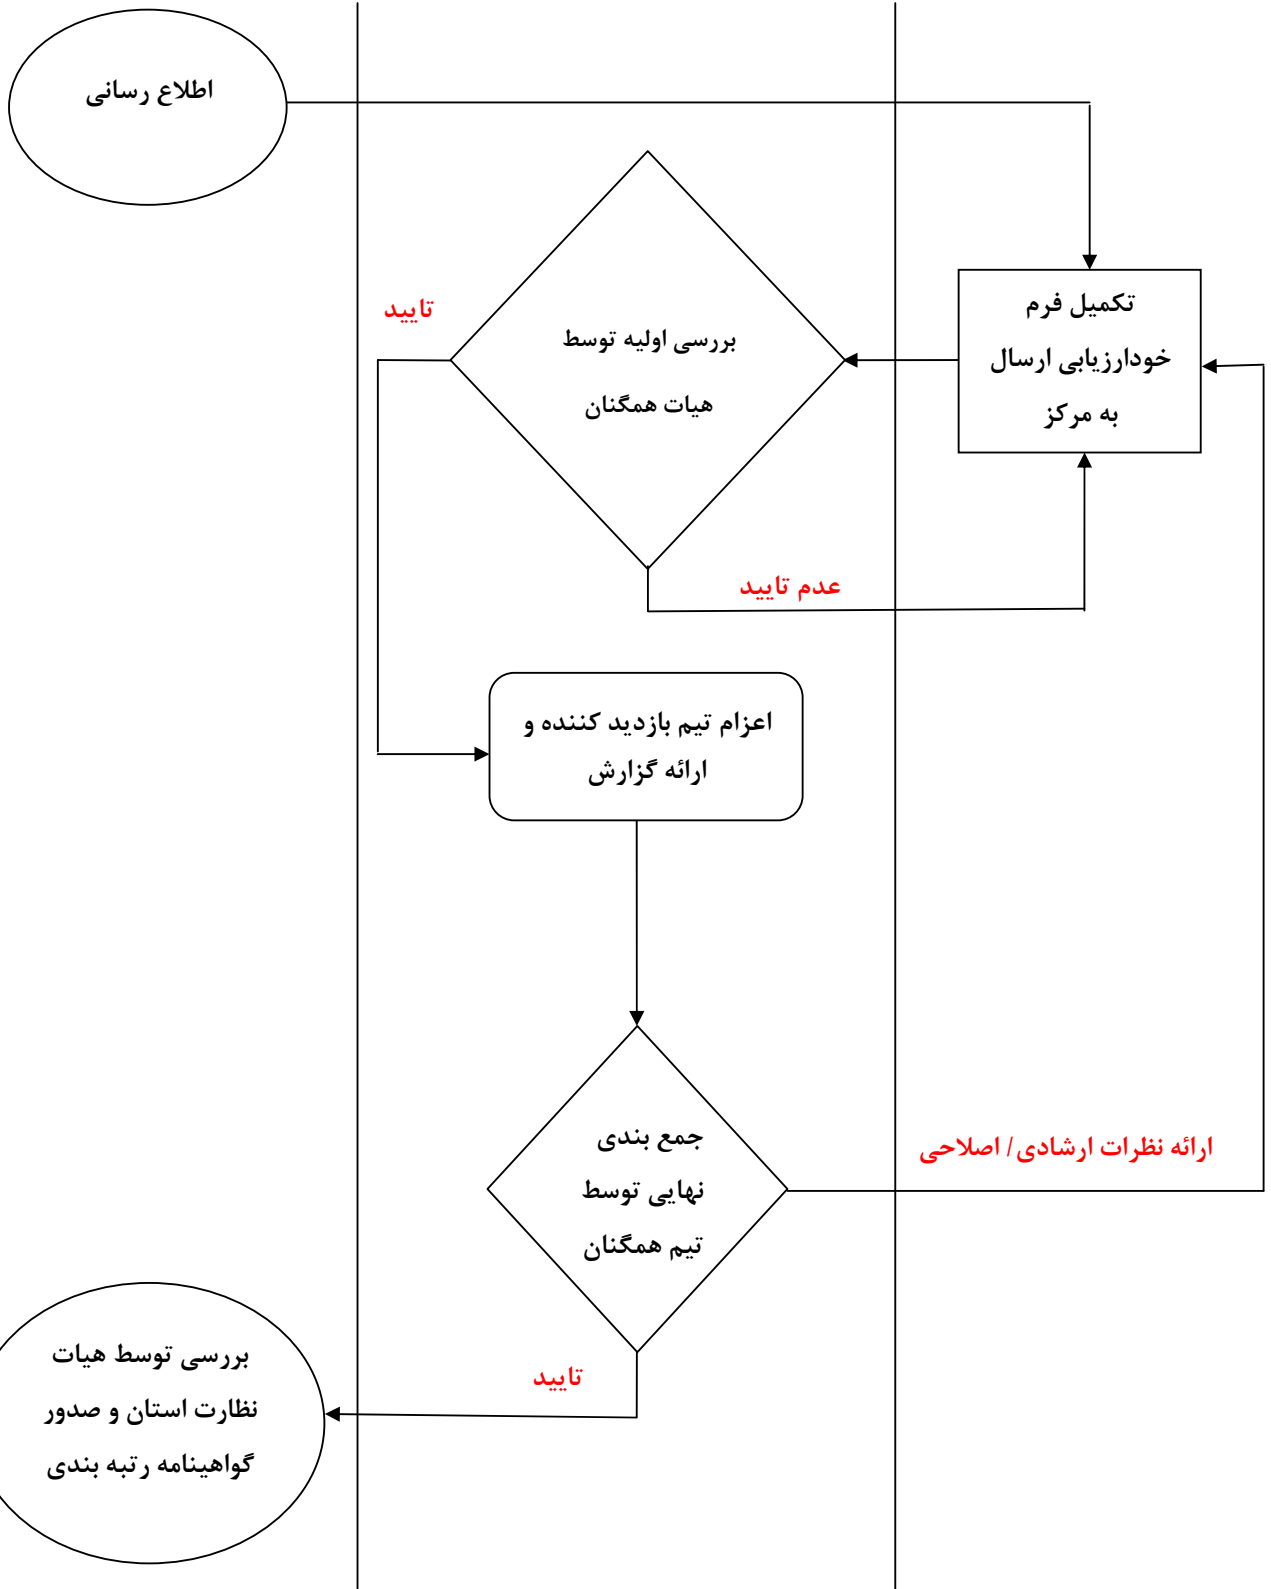 اطلاع رسانی
تکمیل فرم
خودارزیابی ارسال
به مرکز
تایید
بررسی اولیه توسط
هیات همگنان
عدم تایید
اعزام تیم بازدید کننده و
ارائه گزارش
جمع بندی
نهایی توسط
تیم همگنان
ارائه نظرات ارشادی/ اصلاحی
تایید
بررسی توسط هیات
نظارت استان و صدور
گواهینامه رتبه بندی